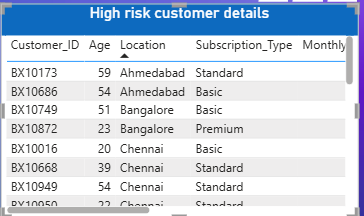 High risk customer details
Customer_ID Age Location Subscription_Type Monthly
BX10173 59 Ahmedabad Standard
BX10686 54 Ahmedabad Basic
BX10749 51 Bangalore Basic
BX10872 23 Bangalore Premium
BX10016 20 Chennai Basic
BX10668 39 Chennai Standard
BX10949 54 Chennai Standard
BX10950 22 Chennai Standard